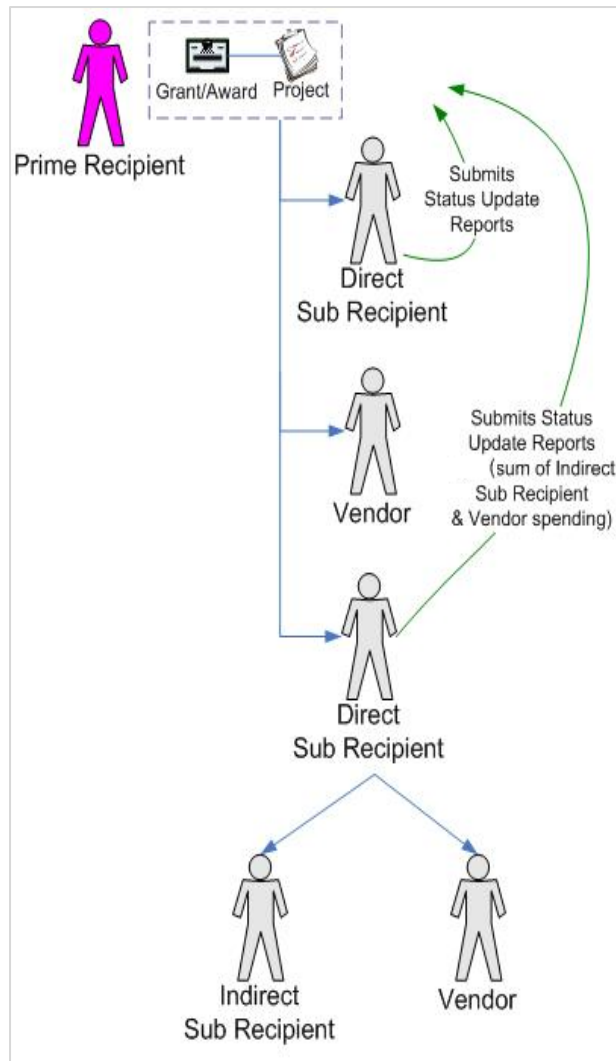 Grant/Award
Project
Prime Recipient
Submits
Status Update
Reports
Direct
Sub Recipient
Submits Status
Update Reports
(sum of Indirect
Sub Recipient
& Vendor spending)
Vendor
Direct
Sub Recipient
Indirect
Sub Recipient
Vendor